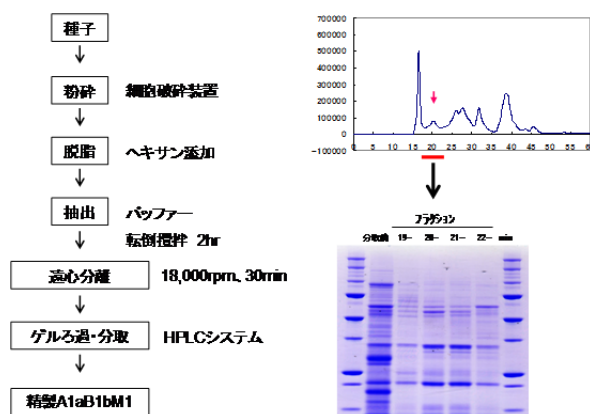 種子
粉砕 細胞破砕装置
脱脂 ヘキサン添加
抽出 バッファー
転倒撹拌 2hr
遠心分離 18,000rpm、30min
ゲルろ過・分取 HPLCシステム
精製A1aB1bM1
700000
600000
500000
400000
300000
200000
100000
0
-100000
0 5 10 15 20 25 30 35 40 45 50 55 60
フラクション
分取前 19- 20- 21- 22- min